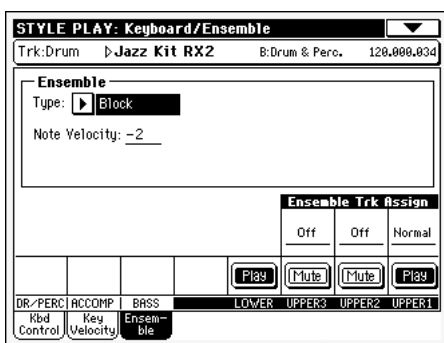 STYLE PLAY: Keyboard/Ensemble
Trk:Drum Jazz Kit RX2 B:Drum & Perc. 120.000.034
Ensemble
Type: Block
Note Velocity: -2
Ensemble Trk Assign
Off Off Normal
Play Mute Mute Play
DR/PERC ACCOMP BASS LOWER UPPER3 UPPER2 UPPER1
Kbd Control Key Velocity Ensem-ble